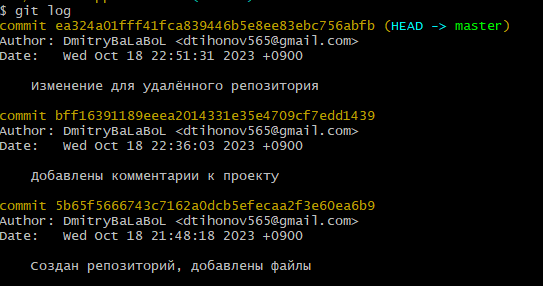 $ git log
commit ea324a01fff41fca839446b5e8ee83ebc756abfb (HEAD -> master)
Author: DmitryBaLaBoL <dtihonov565@gmail.com>
Date:   Wed Oct 18 22:51:31 2023 +0900
Изменение для удалённого репозитория
commit bff16391189eeea2014331e35e4709cf7edd1439
Author: DmitryBaLaBoL <dtihonov565@gmail.com>
Date:   Wed Oct 18 22:36:03 2023 +0900
Добавлены комментарии к проекту
commit 5b65f5666743c7162a0dcb5efecaa2f3e60ea6b9
Author: DmitryBaLaBoL <dtihonov565@gmail.com>
Date:   Wed Oct 18 21:48:18 2023 +0900
Создан репозиторий, добавлены файлы